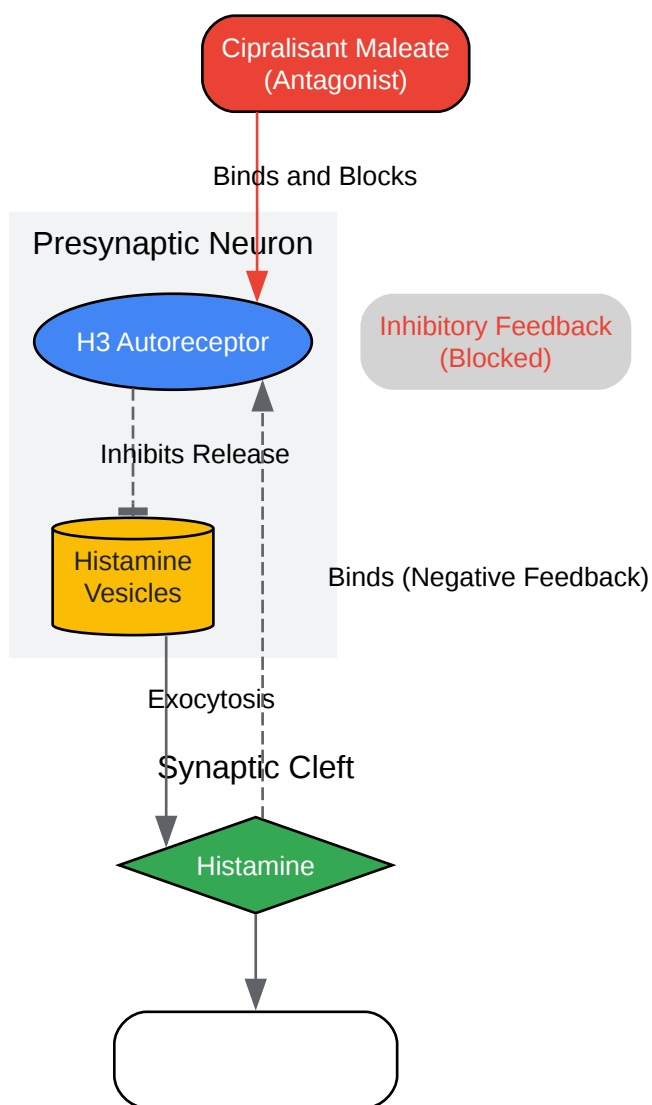 Cipralisant Maleate
(Antagonist)
Binds and Blocks
Presynaptic Neuron
H3 Autoreceptor
Inhibitory Feedback
(Blocked)
Inhibits Release
Histamine
Vesicles
Binds (Negative Feedback)
Exocytosis
Synaptic Cleft
Histamine